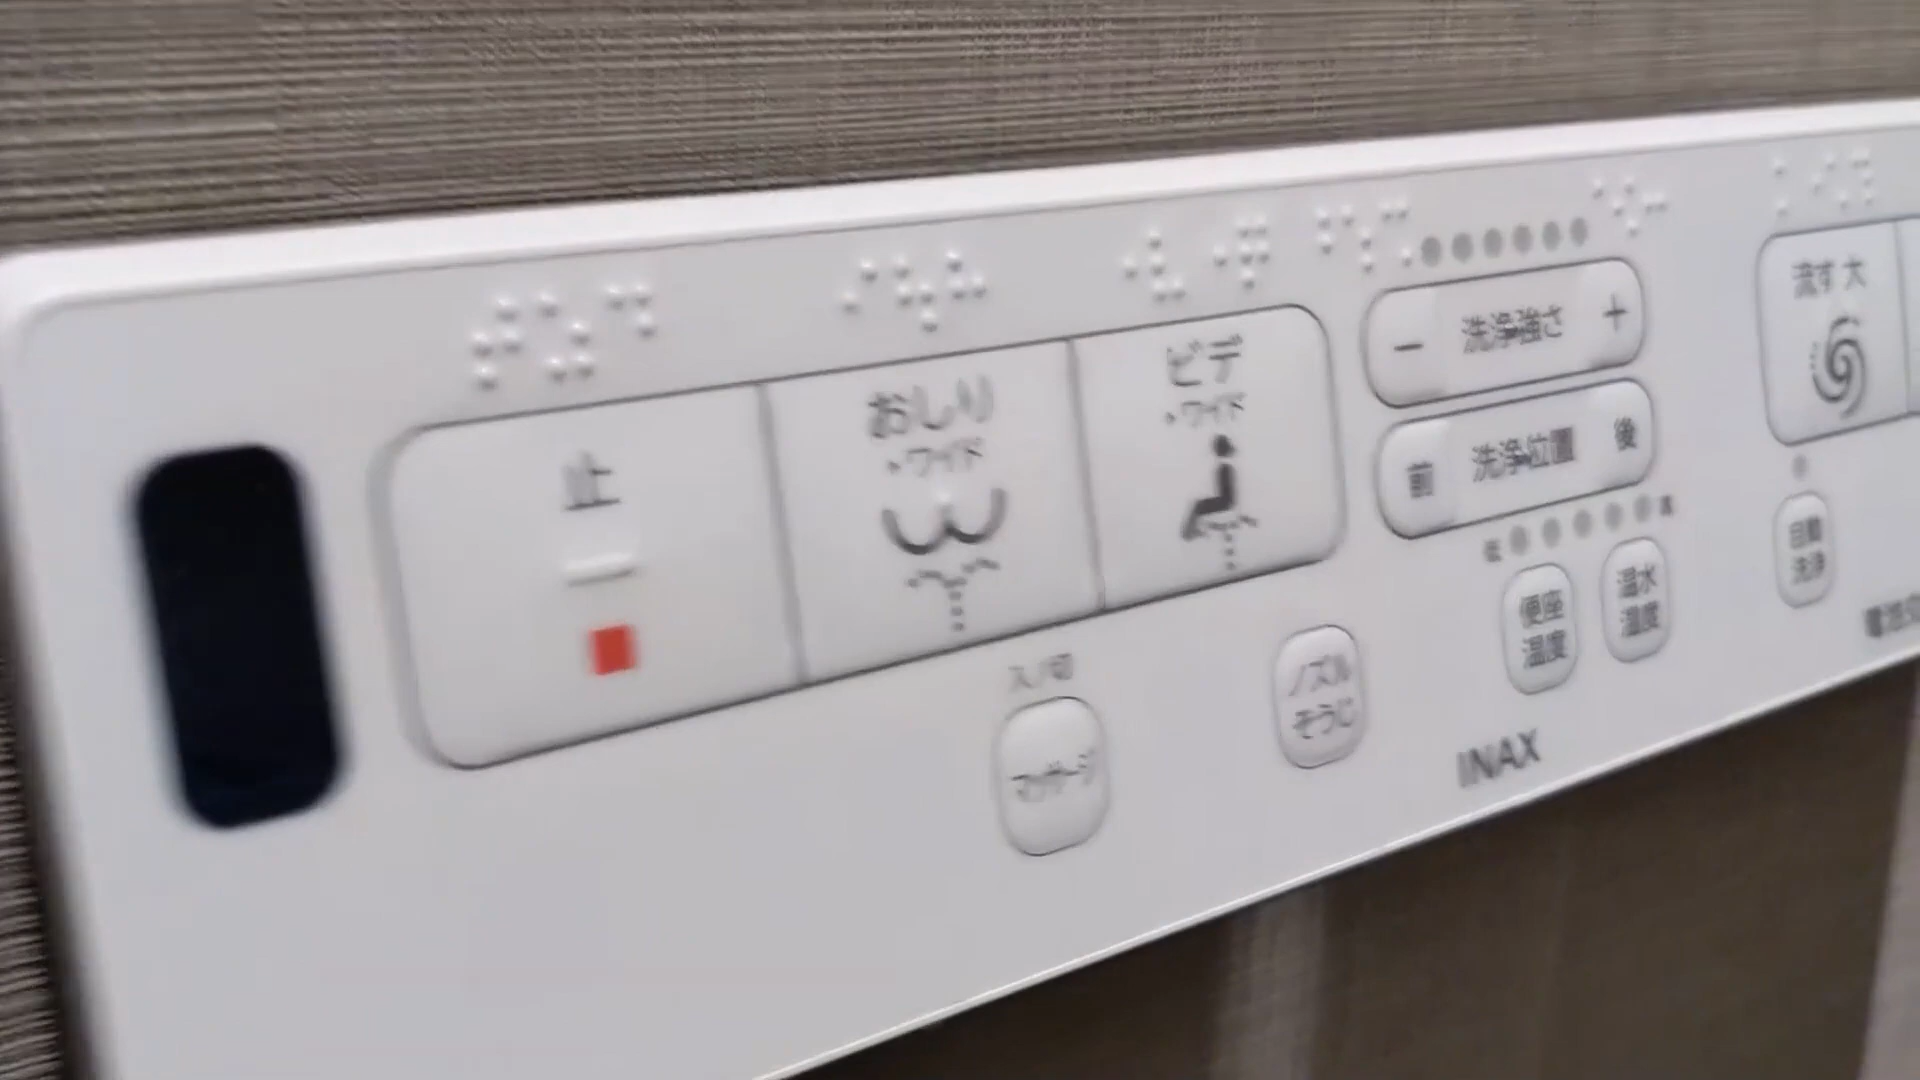 止
おしり
▸ワイド
ビデ
▸ワイド
− 洗浄強さ +
前 洗浄位置 後
流す 大
低 高
便座
温度
温水
温度
自動
洗浄
入/切
マッサージ
ノズル
そうじ
INAX